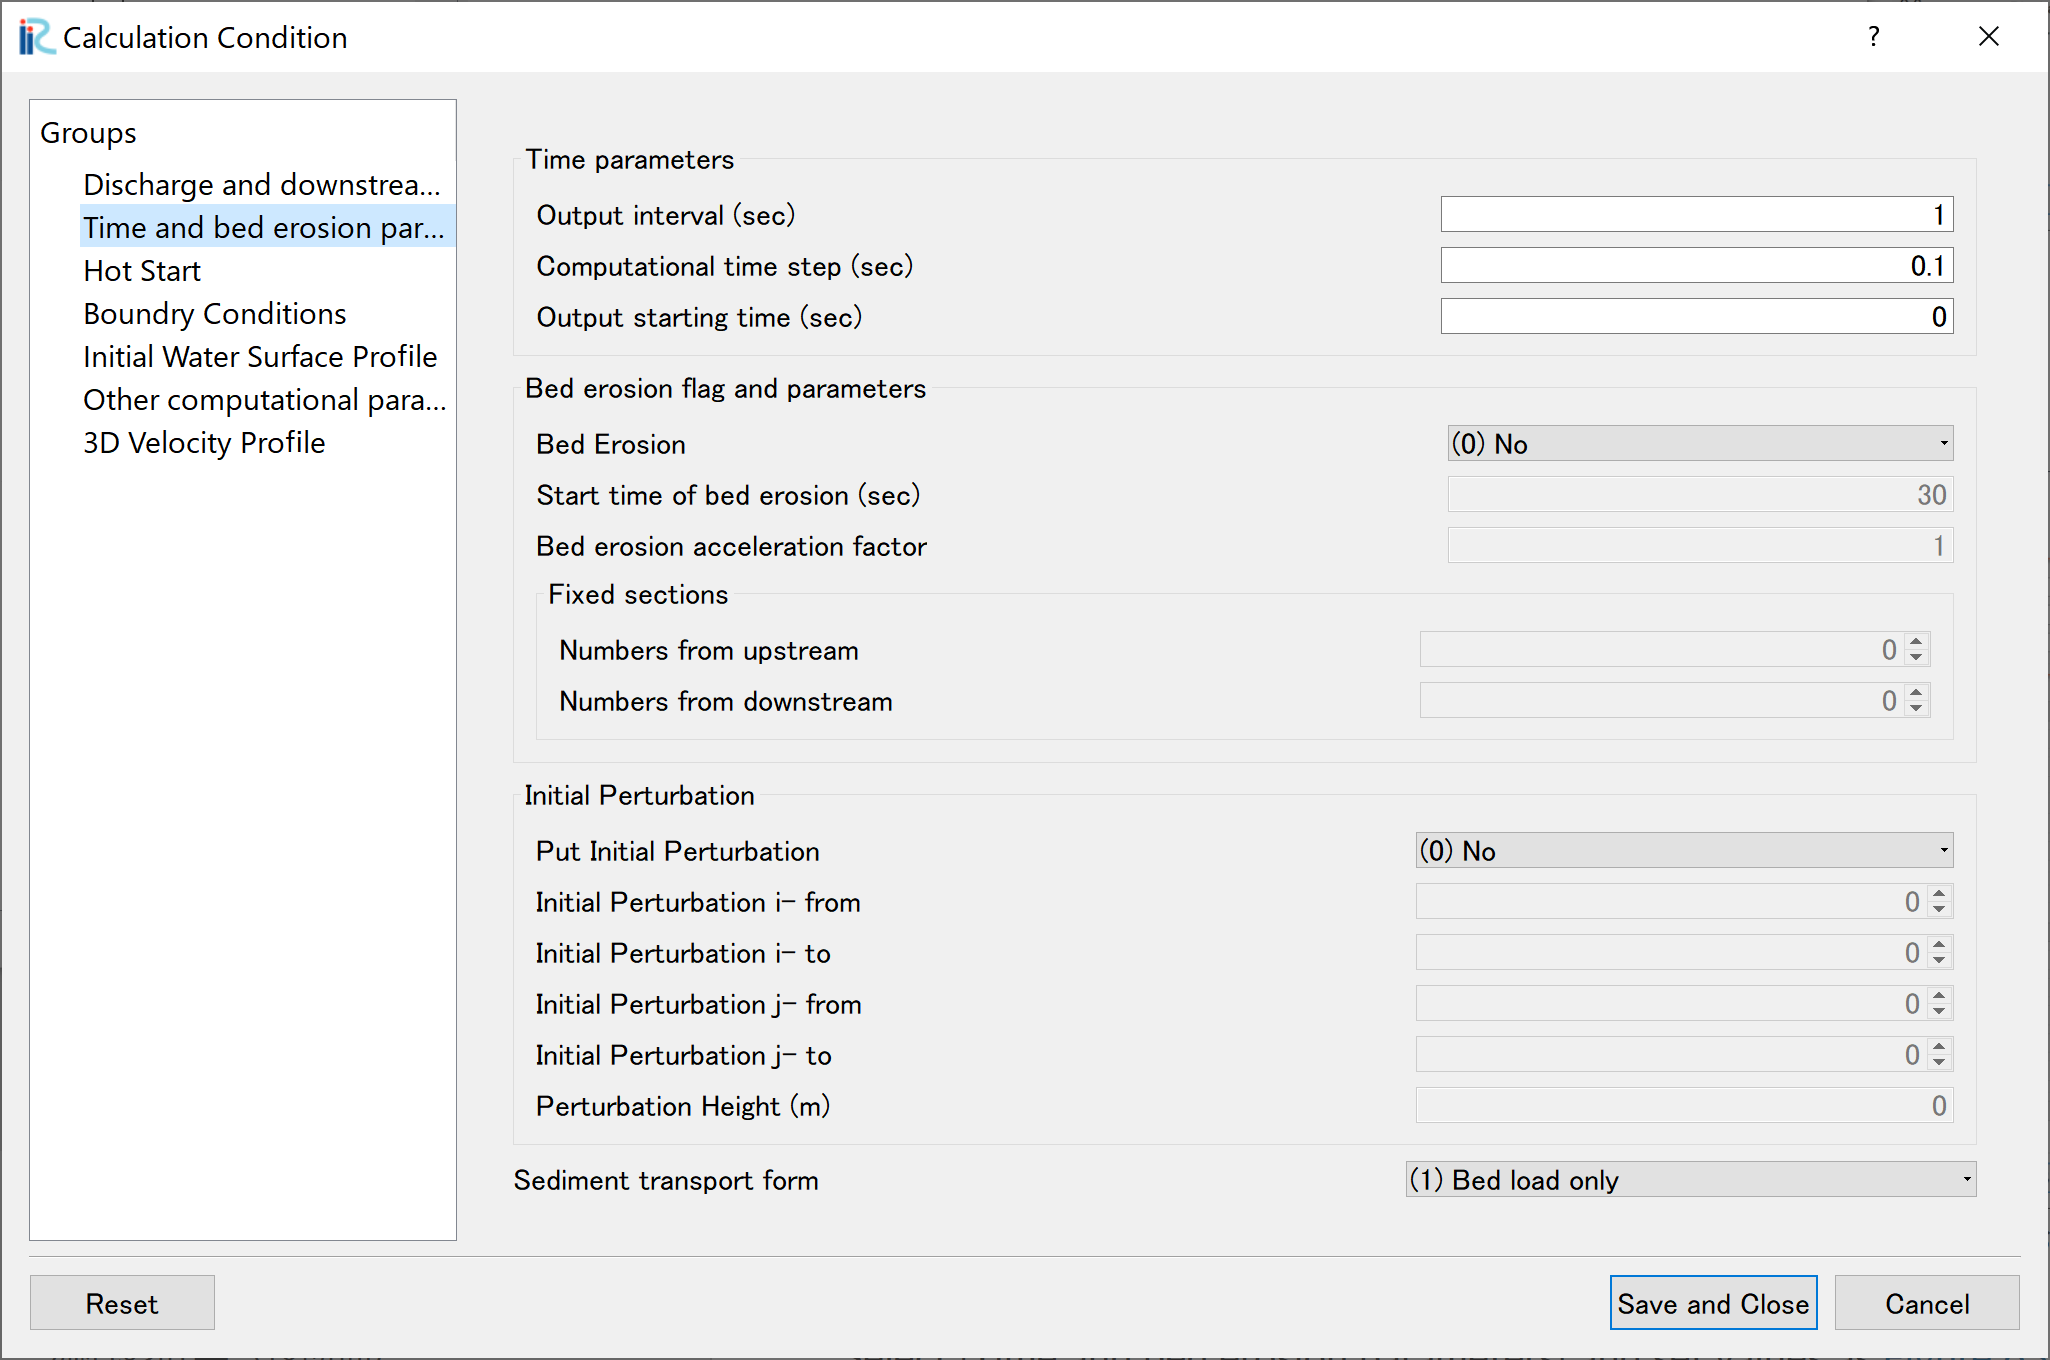 Calculation Condition
?
Groups
Discharge and downstrea...
Time and bed erosion par...
Hot Start
Boundry Conditions
Initial Water Surface Profile
Other computational para...
3D Velocity Profile
Time parameters
Output interval (sec) 1
Computational time step (sec) 0.1
Output starting time (sec) 0
Bed erosion flag and parameters
Bed Erosion (0) No
Start time of bed erosion (sec) 30
Bed erosion acceleration factor 1
Fixed sections
Numbers from upstream 0
Numbers from downstream 0
Initial Perturbation
Put Initial Perturbation (0) No
Initial Perturbation i- from 0
Initial Perturbation i- to 0
Initial Perturbation j- from 0
Initial Perturbation j- to 0
Perturbation Height (m) 0
Sediment transport form (1) Bed load only
Reset Save and Close Cancel